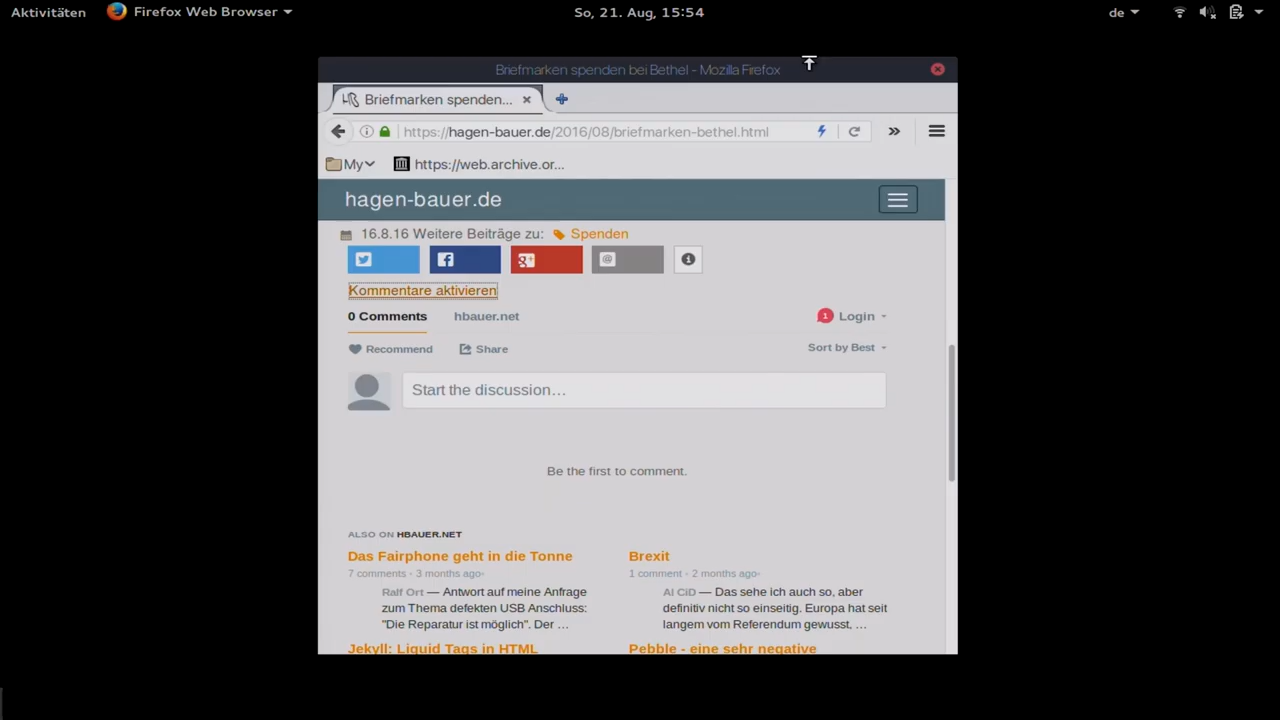 Aktivitäten Firefox Web Browser So, 21. Aug, 15:54 de
Briefmarken spenden bei Bethel - Mozilla Firefox
Briefmarken spenden...
https://hagen-bauer.de/2016/08/briefmarken-bethel.html
My https://web.archive.or...
hagen-bauer.de
16.8.16 Weitere Beiträge zu: Spenden
Kommentare aktivieren
0 Comments hbauer.net 1 Login
Recommend Share Sort by Best
Start the discussion…
Be the first to comment.
ALSO ON HBAUER.NET
Das Fairphone geht in die Tonne
7 comments • 3 months ago•
Ralf Ort — Antwort auf meine Anfrage
zum Thema defekten USB Anschluss:
"Die Reparatur ist möglich". Der …
Brexit
1 comment • 2 months ago•
Al CiD — Das sehe ich auch so, aber
definitiv nicht so einseitig. Europa hat seit
langem vom Referendum gewusst, …
Jekyll: Liquid Tags in HTML
Pebble - eine sehr negative